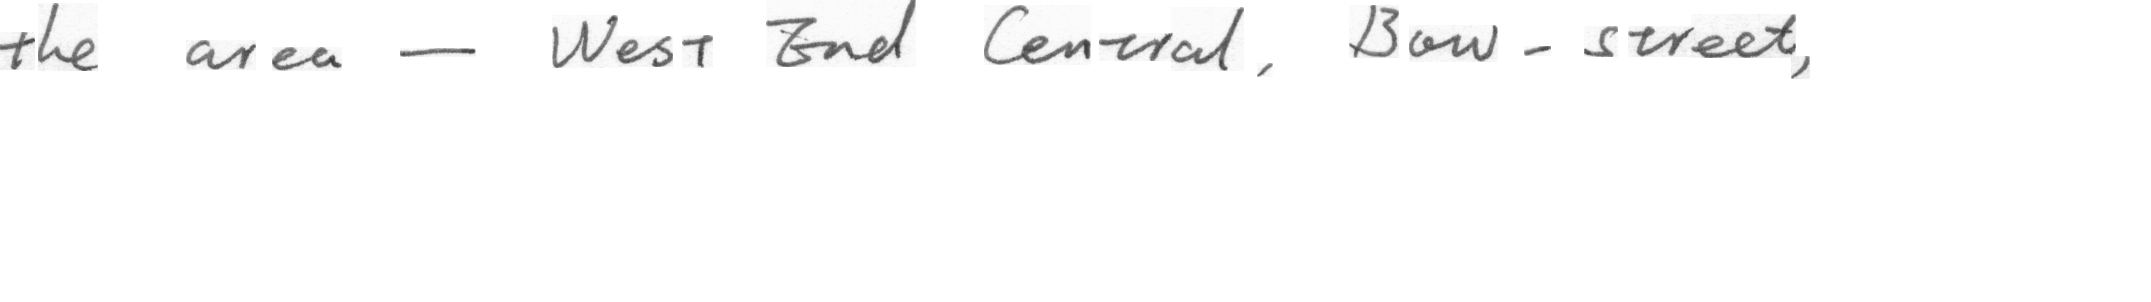 the area — West End Central, Bow-street,